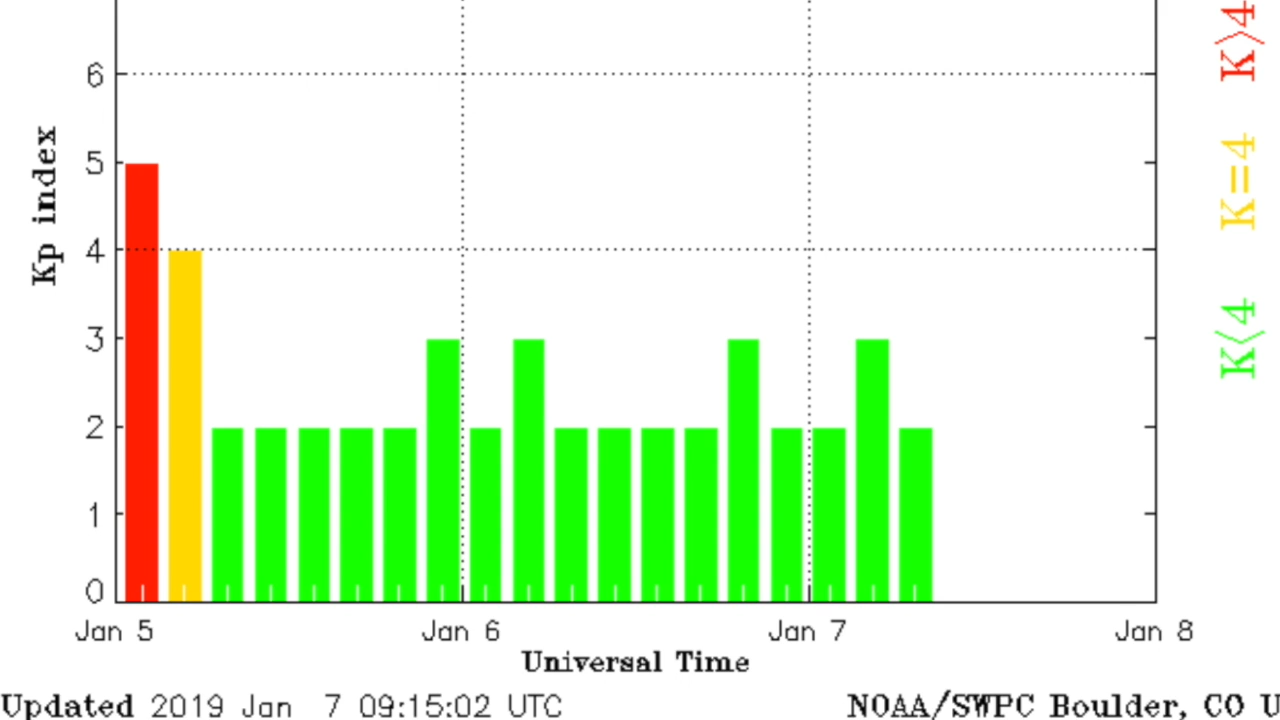 6
5
4
3
2
1
0
Kp index
Jan 5 Jan 6 Jan 7 Jan 8
Universal Time
Updated 2019 Jan 7 09:15:02 UTC
NOAA/SWPC Boulder, CO U
K<4
K=4
K>4